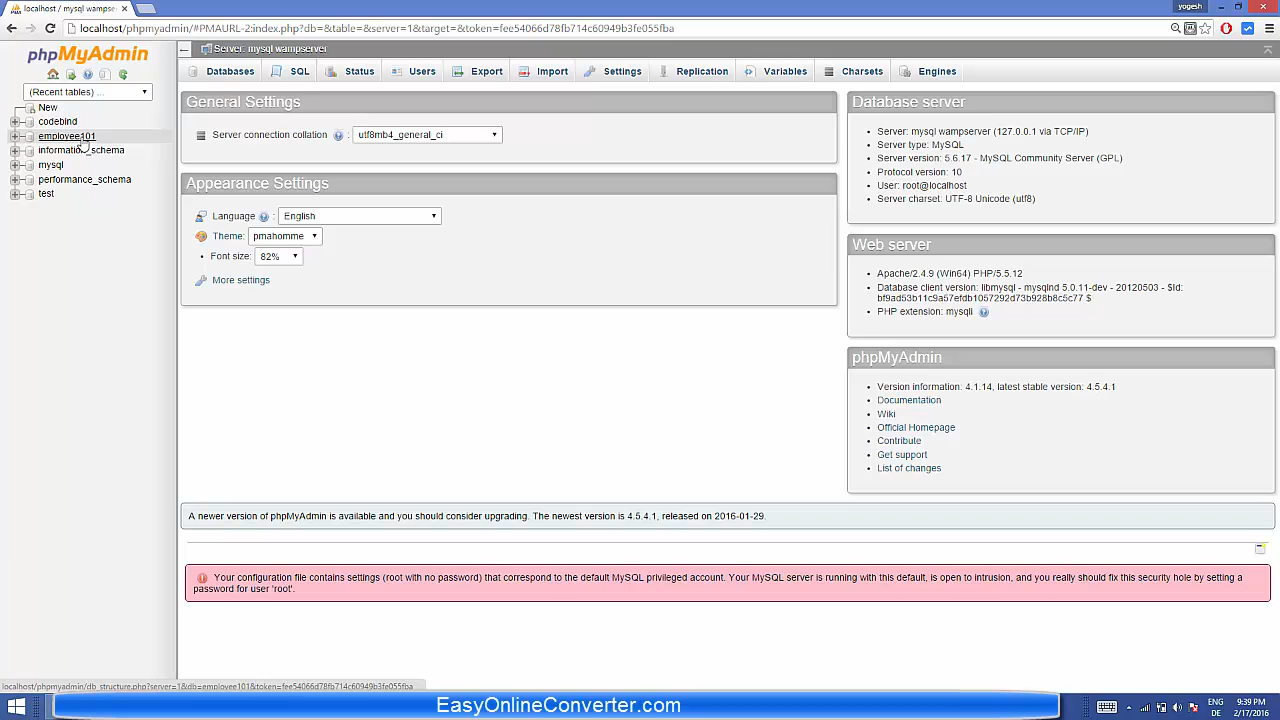 localhost / mysql wampse
yogesh
localhost/phpmyadmin/#PMAURL-2:index.php?db=&table=&server=1&target=&token=fee54066d78fb714c60949b3fe055fba
phpMyAdmin
(Recent tables) ...
New
codebind
employee101
information_schema
mysql
performance_schema
test
Server: mysql wampserver
Databases
SQL
Status
Users
Export
Import
Settings
Replication
Variables
Charsets
Engines
General Settings
Server connection collation : utf8mb4_general_ci
Appearance Settings
Language : English
Theme: pmahomme
• Font size: 82%
More settings
Database server
• Server: mysql wampserver (127.0.0.1 via TCP/IP)
• Server type: MySQL
• Server version: 5.6.17 - MySQL Community Server (GPL)
• Protocol version: 10
• User: root@localhost
• Server charset: UTF-8 Unicode (utf8)
Web server
• Apache/2.4.9 (Win64) PHP/5.5.12
• Database client version: libmysql - mysqlnd 5.0.11-dev - 20120503 - $Id:
bf9ad53b11c9a57efdb1057292d73b928b8c5c77 $
• PHP extension: mysqli
phpMyAdmin
• Version information: 4.1.14, latest stable version: 4.5.4.1
• Documentation
• Wiki
• Official Homepage
• Contribute
• Get support
• List of changes
A newer version of phpMyAdmin is available and you should consider upgrading. The newest version is 4.5.4.1, released on 2016-01-29.
Your configuration file contains settings (root with no password) that correspond to the default MySQL privileged account. Your MySQL server is running with this default, is open to intrusion, and you really should fix this security hole by setting a
password for user 'root'.
localhost/phpmyadmin/db_structure.php?server=1&db=employee101&token=fee54066d78fb714c60949b3fe055fba
EasyOnlineConverter.com
ENG
DE
9:39 PM
2/17/2016